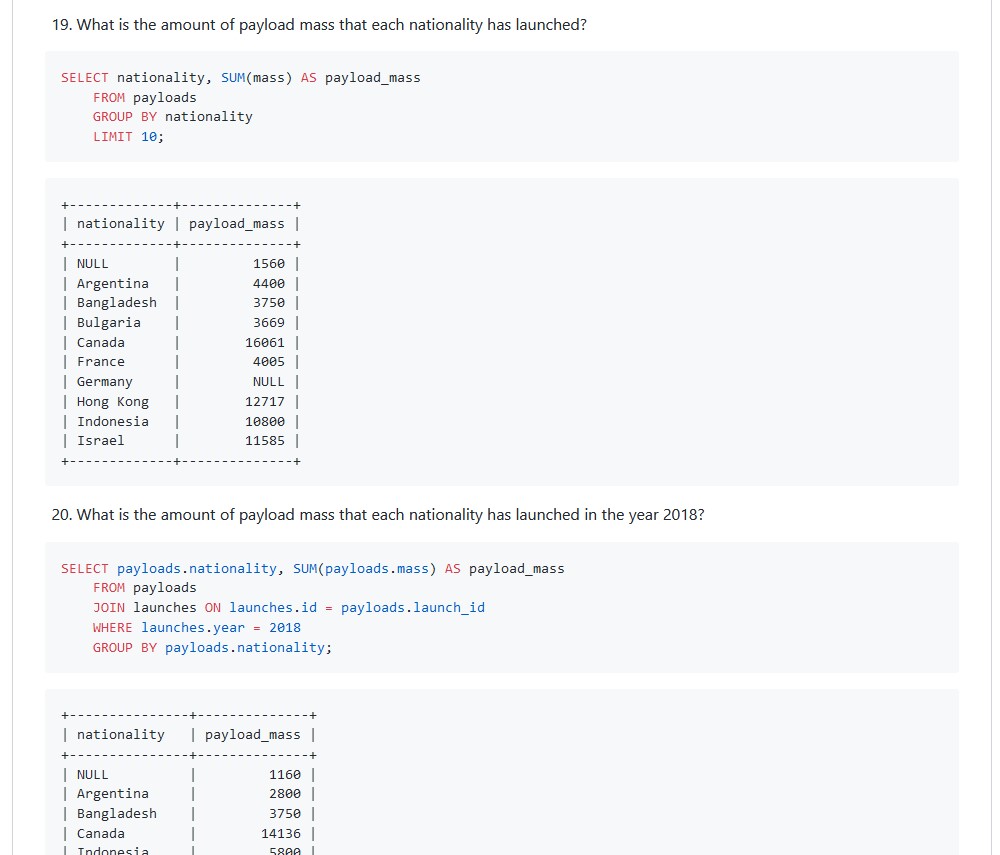 19. What is the amount of payload mass that each nationality has launched?
SELECT nationality, SUM(mass) AS payload_mass
    FROM payloads
    GROUP BY nationality
    LIMIT 10;
+-------------+--------------+
| nationality | payload_mass |
+-------------+--------------+
| NULL        |         1560 |
| Argentina   |         4400 |
| Bangladesh  |         3750 |
| Bulgaria    |         3669 |
| Canada      |        16061 |
| France      |         4005 |
| Germany     |         NULL |
| Hong Kong   |        12717 |
| Indonesia   |        10800 |
| Israel      |        11585 |
+-------------+--------------+
20. What is the amount of payload mass that each nationality has launched in the year 2018?
SELECT payloads.nationality, SUM(payloads.mass) AS payload_mass
    FROM payloads
    JOIN launches ON launches.id = payloads.launch_id
    WHERE launches.year = 2018
    GROUP BY payloads.nationality;
+---------------+--------------+
| nationality   | payload_mass |
+---------------+--------------+
| NULL          |         1160 |
| Argentina     |         2800 |
| Bangladesh    |         3750 |
| Canada        |        14136 |
| Indonesia     |         5800 |